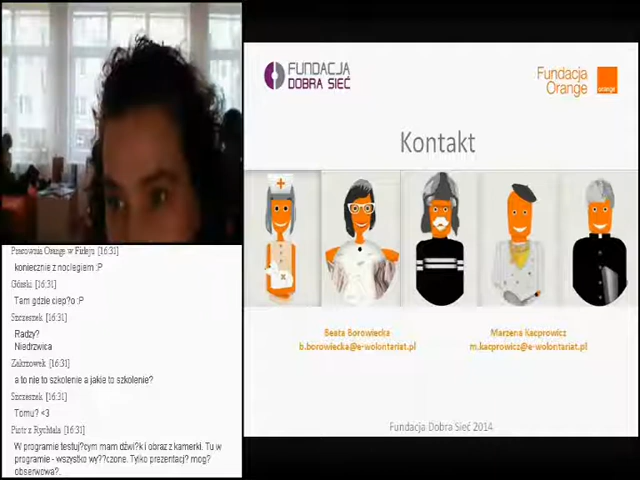 Pracownia Orange w Fałęju [16:31]
koniecznie z noclegiem :P
Górski [16:31]
Tam gdzie ciep?o :P
Szczeszek [16:31]
Radzy?
Niedrzwica
Zakrzowek [16:31]
a to nie to szkolenie a jakie to szkolenie?
Szczeszek [16:31]
Tomu? <3
Piotr z Rychtala [16:31]
W programie testuj?cym mam dźwi?k i obraz z kamerki. Tu w
programie - wszystko wy??czone. Tylko prezentacj? mog?
obserwowa?.
FUNDACJA
DOBRA SIEĆ
Fundacja
Orange
orange
Kontakt
Beata Borowiecka
b.borowiecka@e-wolontariat.pl
Marzena Kacprowicz
m.kacprowicz@e-wolontariat.pl
Fundacja Dobra Sieć 2014